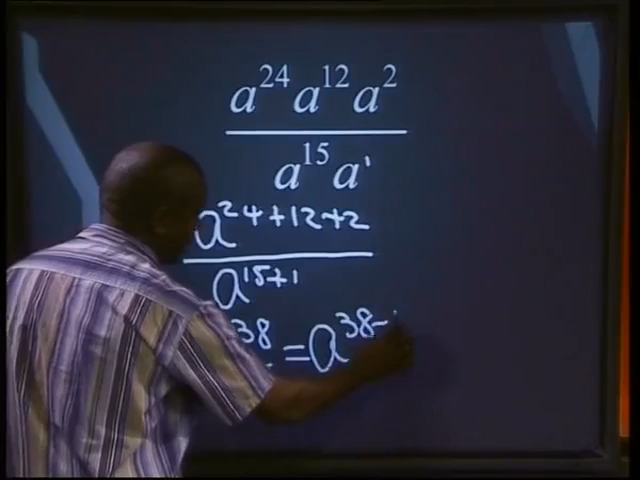 a^24 a^12 a^2
a^15 a^1
a^24+12+2
a^15+1
38 = a^38-